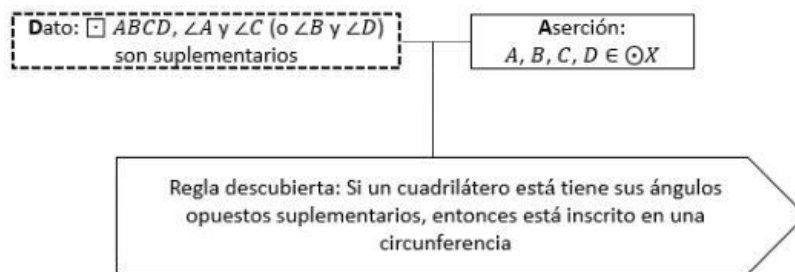 Dato: ⊡ ABCD, ∠A y ∠C (o ∠B y ∠D)
son suplementarios
Aserción:
A, B, C, D ∈ ⊙X
Regla descubierta: Si un cuadrilátero está tiene sus ángulos
opuestos suplementarios, entonces está inscrito en una
circunferencia